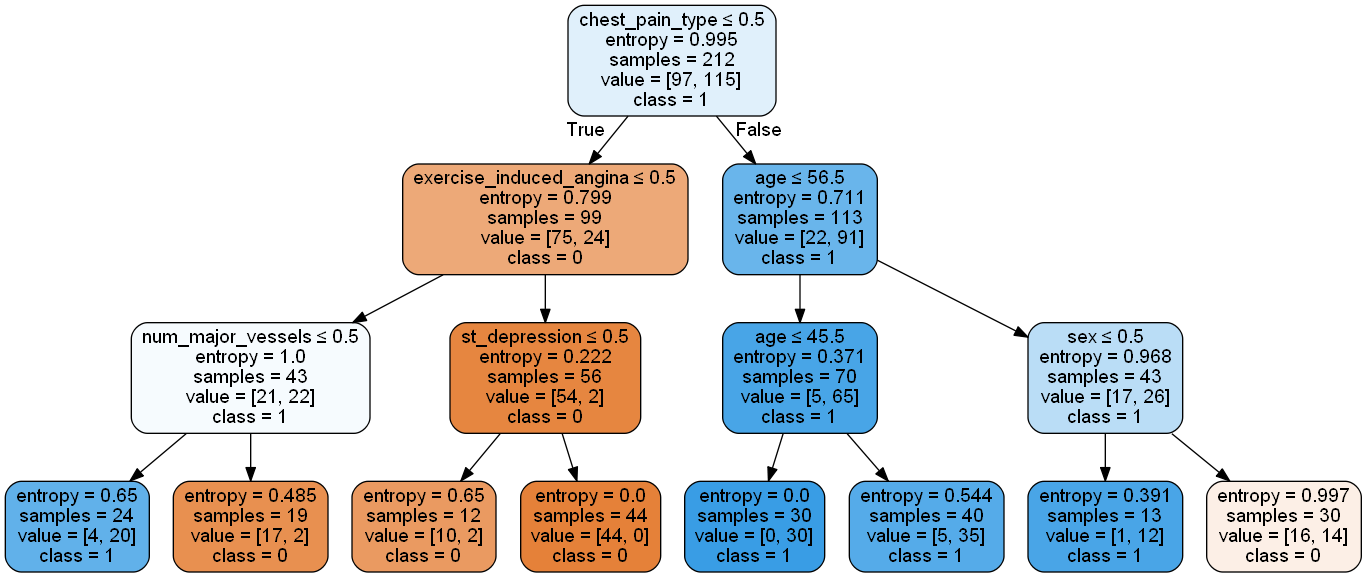 chest_pain_type ≤ 0.5
entropy = 0.995
samples = 212
value = [97, 115]
class = 1
True
False
exercise_induced_angina ≤ 0.5
entropy = 0.799
samples = 99
value = [75, 24]
class = 0
age ≤ 56.5
entropy = 0.711
samples = 113
value = [22, 91]
class = 1
num_major_vessels ≤ 0.5
entropy = 1.0
samples = 43
value = [21, 22]
class = 1
st_depression ≤ 0.5
entropy = 0.222
samples = 56
value = [54, 2]
class = 0
age ≤ 45.5
entropy = 0.371
samples = 70
value = [5, 65]
class = 1
sex ≤ 0.5
entropy = 0.968
samples = 43
value = [17, 26]
class = 1
entropy = 0.65
samples = 24
value = [4, 20]
class = 1
entropy = 0.485
samples = 19
value = [17, 2]
class = 0
entropy = 0.65
samples = 12
value = [10, 2]
class = 0
entropy = 0.0
samples = 44
value = [44, 0]
class = 0
entropy = 0.0
samples = 30
value = [0, 30]
class = 1
entropy = 0.544
samples = 40
value = [5, 35]
class = 1
entropy = 0.391
samples = 13
value = [1, 12]
class = 1
entropy = 0.997
samples = 30
value = [16, 14]
class = 0